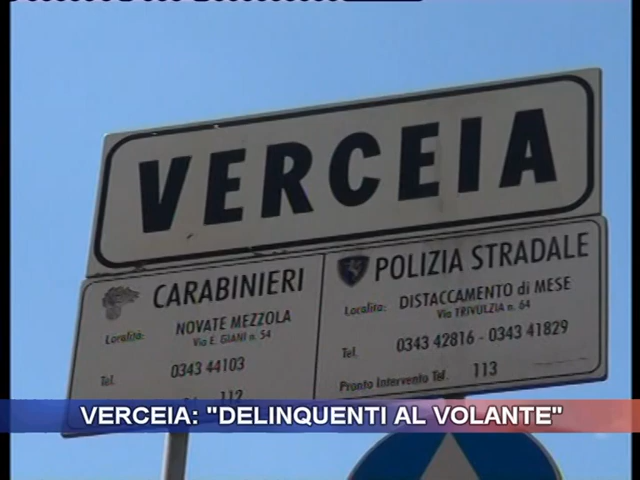 VERCEIA
CARABINIERI
Località: NOVATE MEZZOLA
Via E. GIANI n. 54
Tel. 0343 44103
112
POLIZIA STRADALE
Località: DISTACCAMENTO di MESE
Via TRIVULZIA n. 64
Tel. 0343 42816 - 0343 41829
Pronto Intervento Tel. 113
VERCEIA: "DELINQUENTI AL VOLANTE"